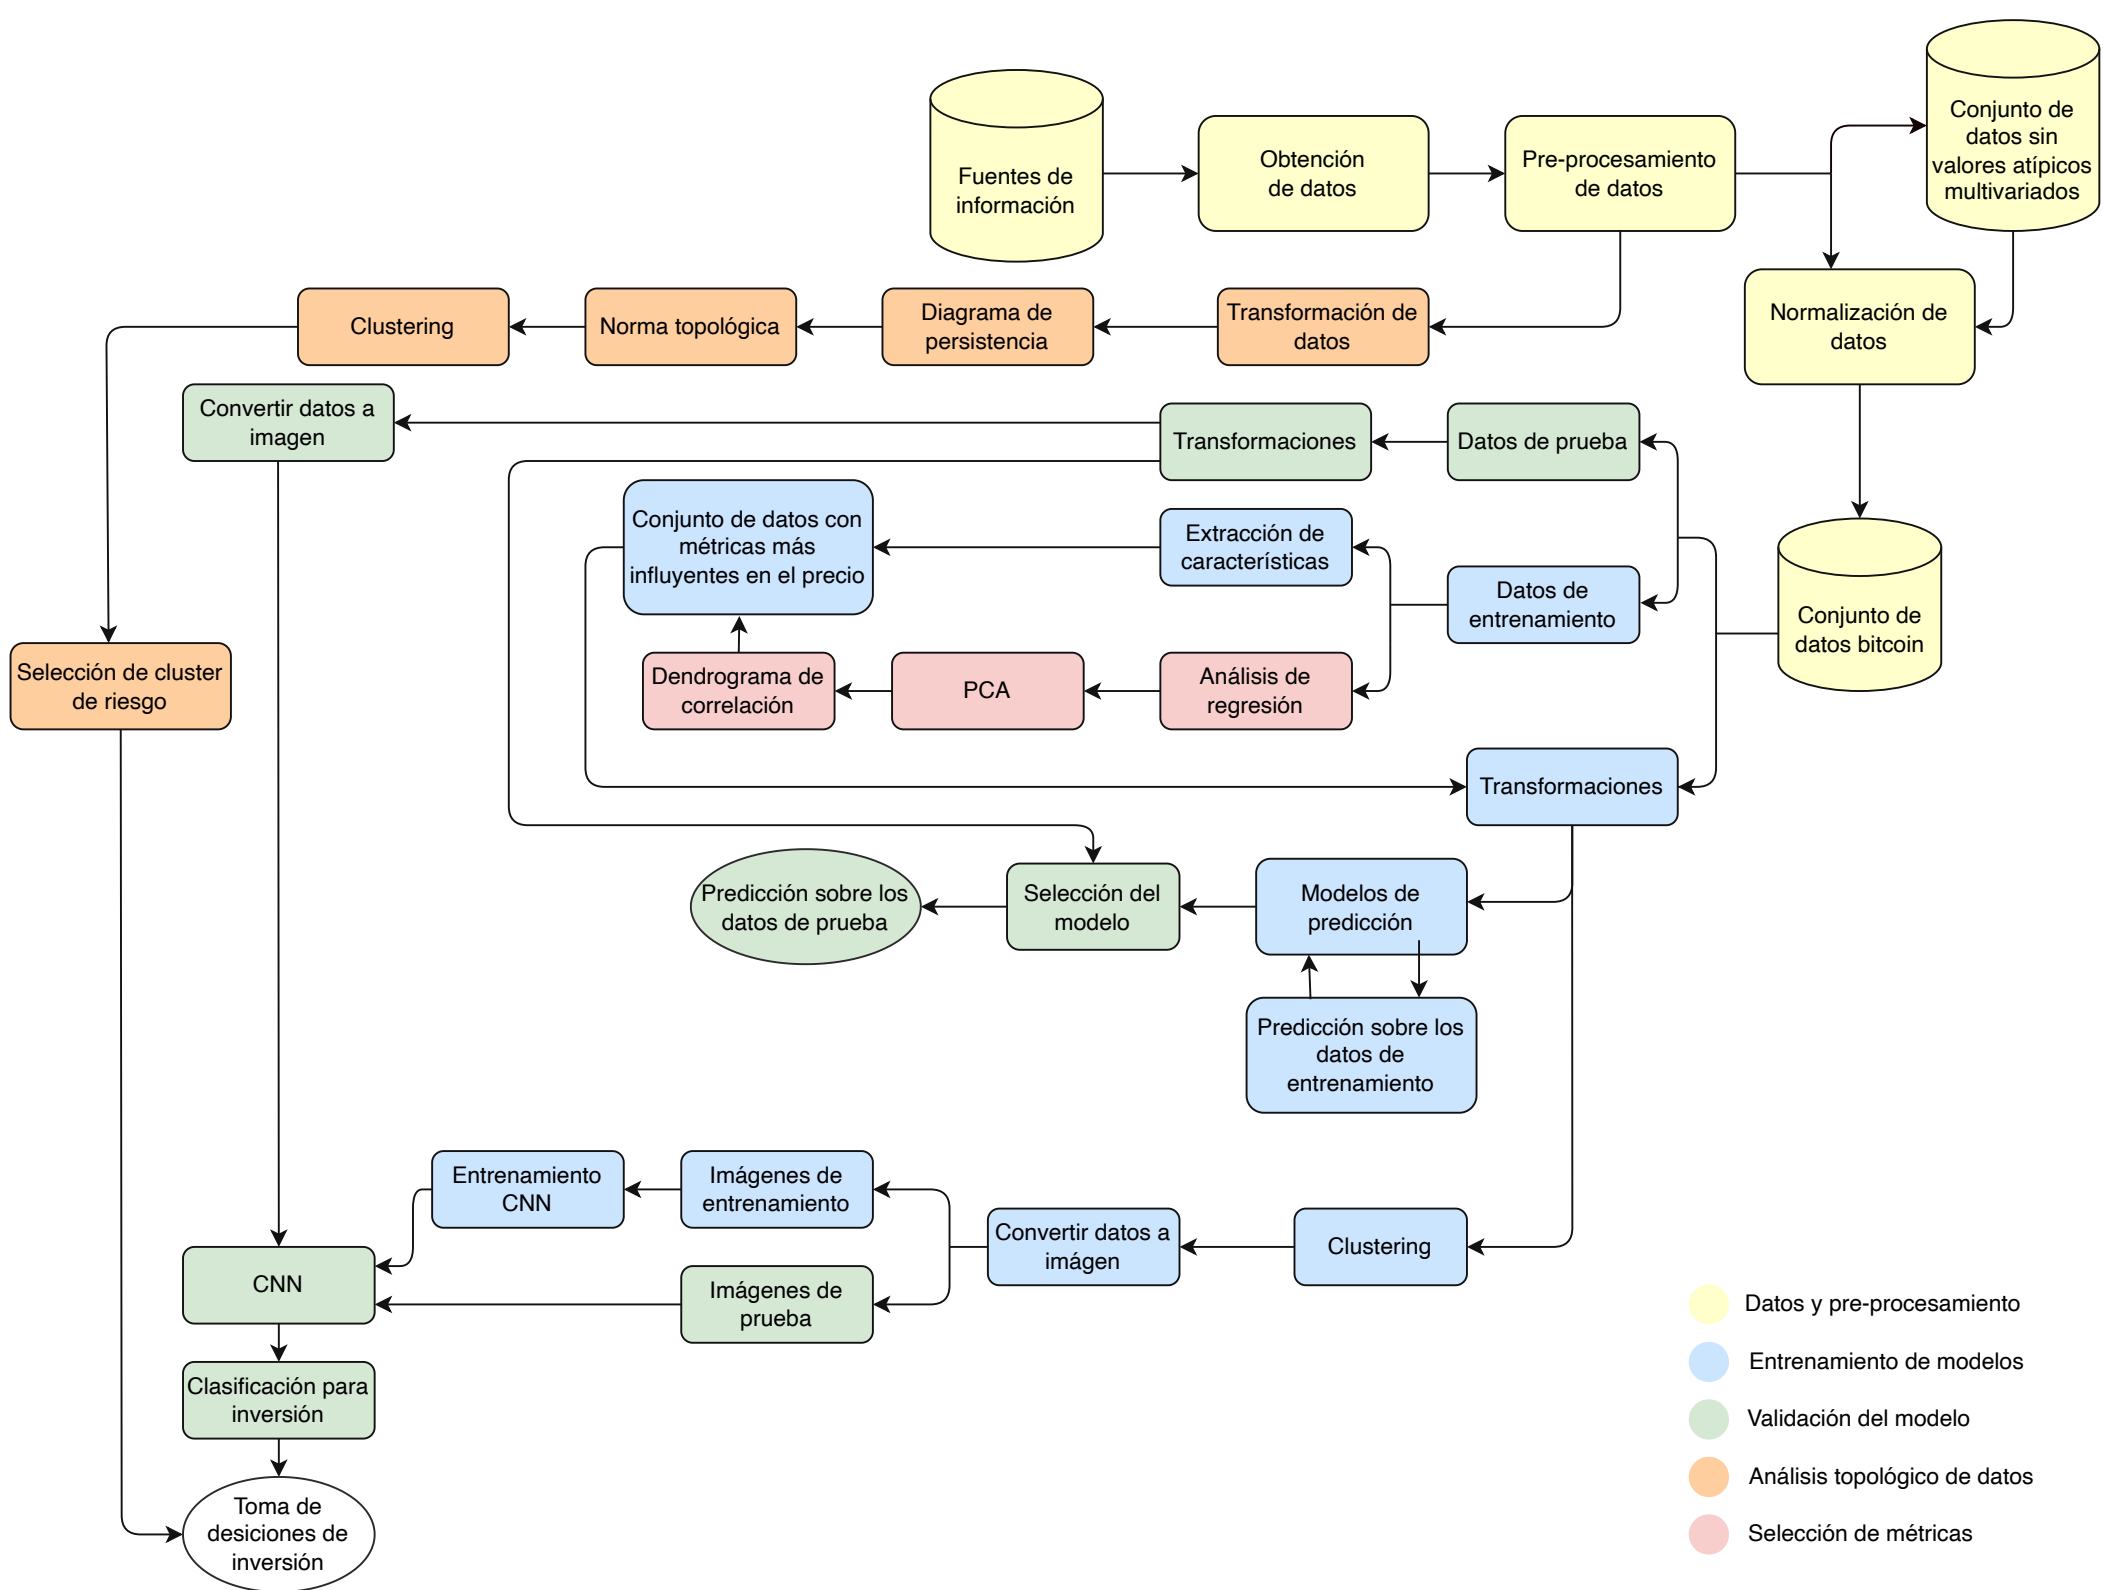 Conjunto de
datos sin
valores atípicos
multivariados
Fuentes de
información
Obtención
de datos
Pre-procesamiento
de datos
Clustering
Norma topológica
Diagrama de
persistencia
Transformación de
datos
Normalización de
datos
Convertir datos a
imagen
Transformaciones
Datos de prueba
Conjunto de datos con
métricas más
influyentes en el precio
Extracción de
características
Datos de
entrenamiento
Conjunto de
datos bitcoin
Selección de cluster
de riesgo
Dendrograma de
correlación
PCA
Análisis de
regresión
Transformaciones
Predicción sobre los
datos de prueba
Selección del
modelo
Modelos de
predicción
Predicción sobre los
datos de
entrenamiento
Entrenamiento
CNN
Imágenes de
entrenamiento
Convertir datos a
imágen
Clustering
CNN
Imágenes de
prueba
Clasificación para
inversión
Toma de
desiciones de
inversión
Datos y pre-procesamiento
Entrenamiento de modelos
Validación del modelo
Análisis topológico de datos
Selección de métricas